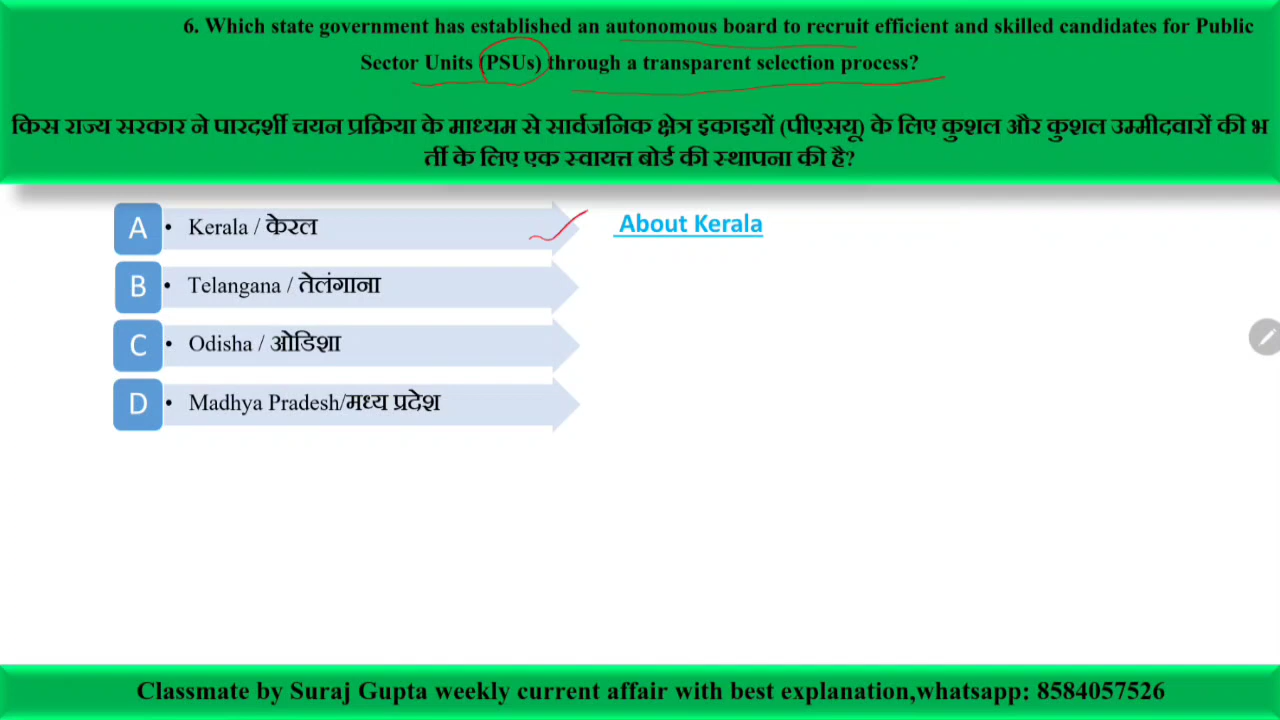 6. Which state government has established an autonomous board to recruit efficient and skilled candidates for Public
Sector Units (PSUs) through a transparent selection process?
किस राज्य सरकार ने पारदर्शी चयन प्रक्रिया के माध्यम से सार्वजनिक क्षेत्र इकाइयों (पीएसयू) के लिए कुशल और कुशल उम्मीदवारों की भ
र्ती के लिए एक स्वायत्त बोर्ड की स्थापना की है?
A • Kerala / केरल
About Kerala
B • Telangana / तेलंगाना
C • Odisha / ओडिशा
D • Madhya Pradesh/मध्य प्रदेश
Classmate by Suraj Gupta weekly current affair with best explanation,whatsapp: 8584057526